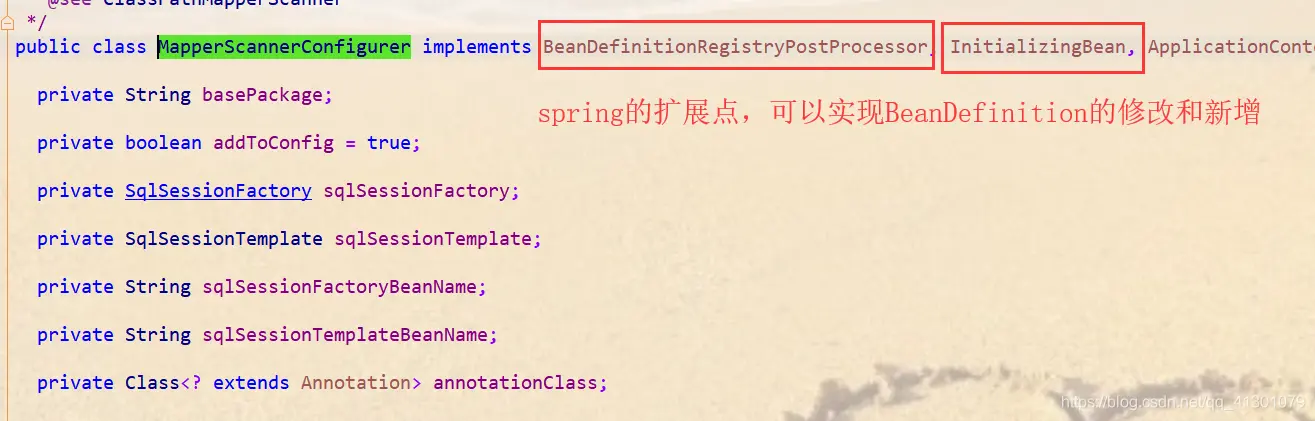 @see ClassPathMapperScanner
*/
public class MapperScannerConfigurer implements BeanDefinitionRegistryPostProcessor, InitializingBean, ApplicationConte
private String basePackage;
spring的扩展点，可以实现BeanDefinition的修改和新增
private boolean addToConfig = true;
private SqlSessionFactory sqlSessionFactory;
private SqlSessionTemplate sqlSessionTemplate;
private String sqlSessionFactoryBeanName;
private String sqlSessionTemplateBeanName;
private Class<? extends Annotation> annotationClass;
https://blog.csdn.net/qq_41301079